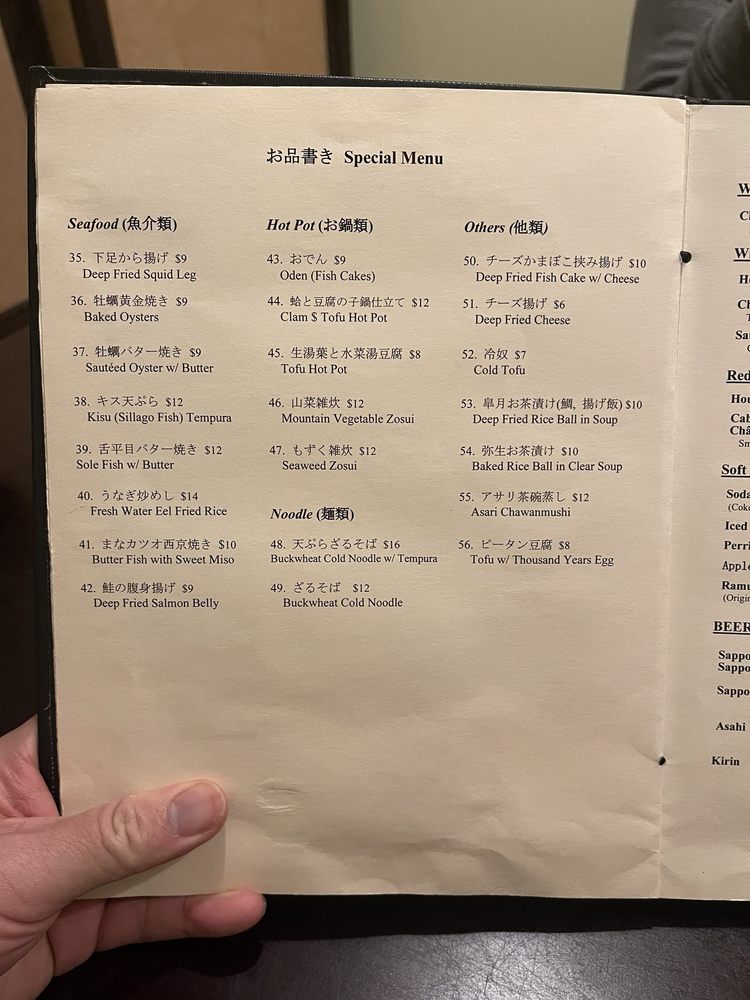 お品書き Special Menu
Seafood (魚介類)
35. 下足から揚げ $9
Deep Fried Squid Leg
36. 牡蠣黄金焼き $9
Baked Oysters
37. 牡蠣バター焼き $9
Sautéed Oyster w/ Butter
38. キス天ぷら $12
Kisu (Sillago Fish) Tempura
39. 舌平目バター焼き $12
Sole Fish w/ Butter
40. うなぎ炒めし $14
Fresh Water Eel Fried Rice
41. まなカツオ西京焼き $10
Butter Fish with Sweet Miso
42. 鮭の腹身揚げ $9
Deep Fried Salmon Belly
Hot Pot (お鍋類)
43. おでん $9
Oden (Fish Cakes)
44. 蛤と豆腐の子鍋仕立て $12
Clam $ Tofu Hot Pot
45. 生湯葉と水菜湯豆腐 $8
Tofu Hot Pot
46. 山菜雑炊 $12
Mountain Vegetable Zosui
47. もずく雑炊 $12
Seaweed Zosui
Noodle (麺類)
48. 天ぷらざるそば $16
Buckwheat Cold Noodle w/ Tempura
49. ざるそば $12
Buckwheat Cold Noodle
Others (他類)
50. チーズかまぼこ挟み揚げ $10
Deep Fried Fish Cake w/ Cheese
51. チーズ揚げ $6
Deep Fried Cheese
52. 冷奴 $7
Cold Tofu
53. 皐月お茶漬け(鯛, 揚げ飯) $10
Deep Fried Rice Ball in Soup
54. 弥生お茶漬け $10
Baked Rice Ball in Clear Soup
55. アサリ茶碗蒸し $12
Asari Chawanmushi
56. ピータン豆腐 $8
Tofu w/ Thousand Years Egg
Red
Soft
Iced
BEER
Asahi
Kirin